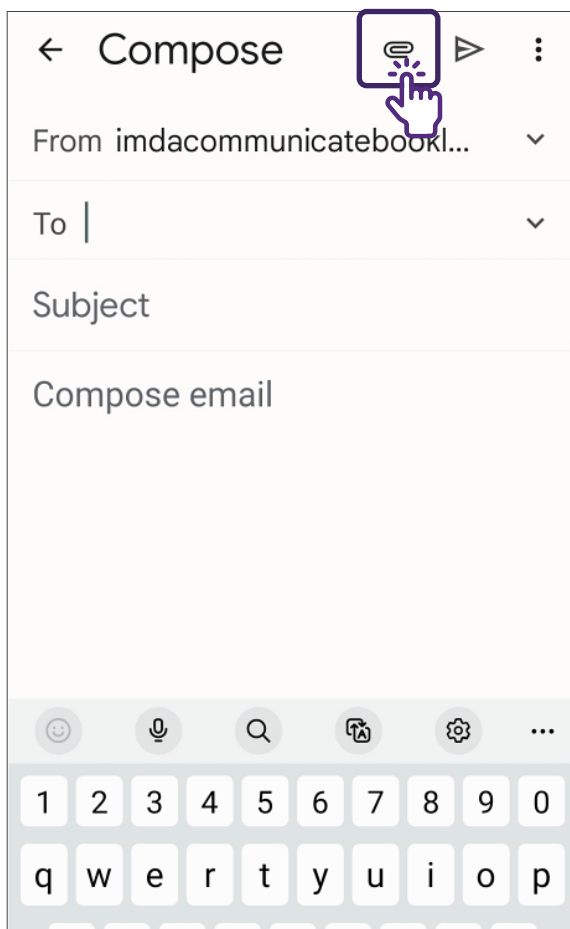 Compose
From imdacommunicatebookl...
To
Subject
Compose email
1 2 3 4 5 6 7 8 9 0
q w e r t y u i o p